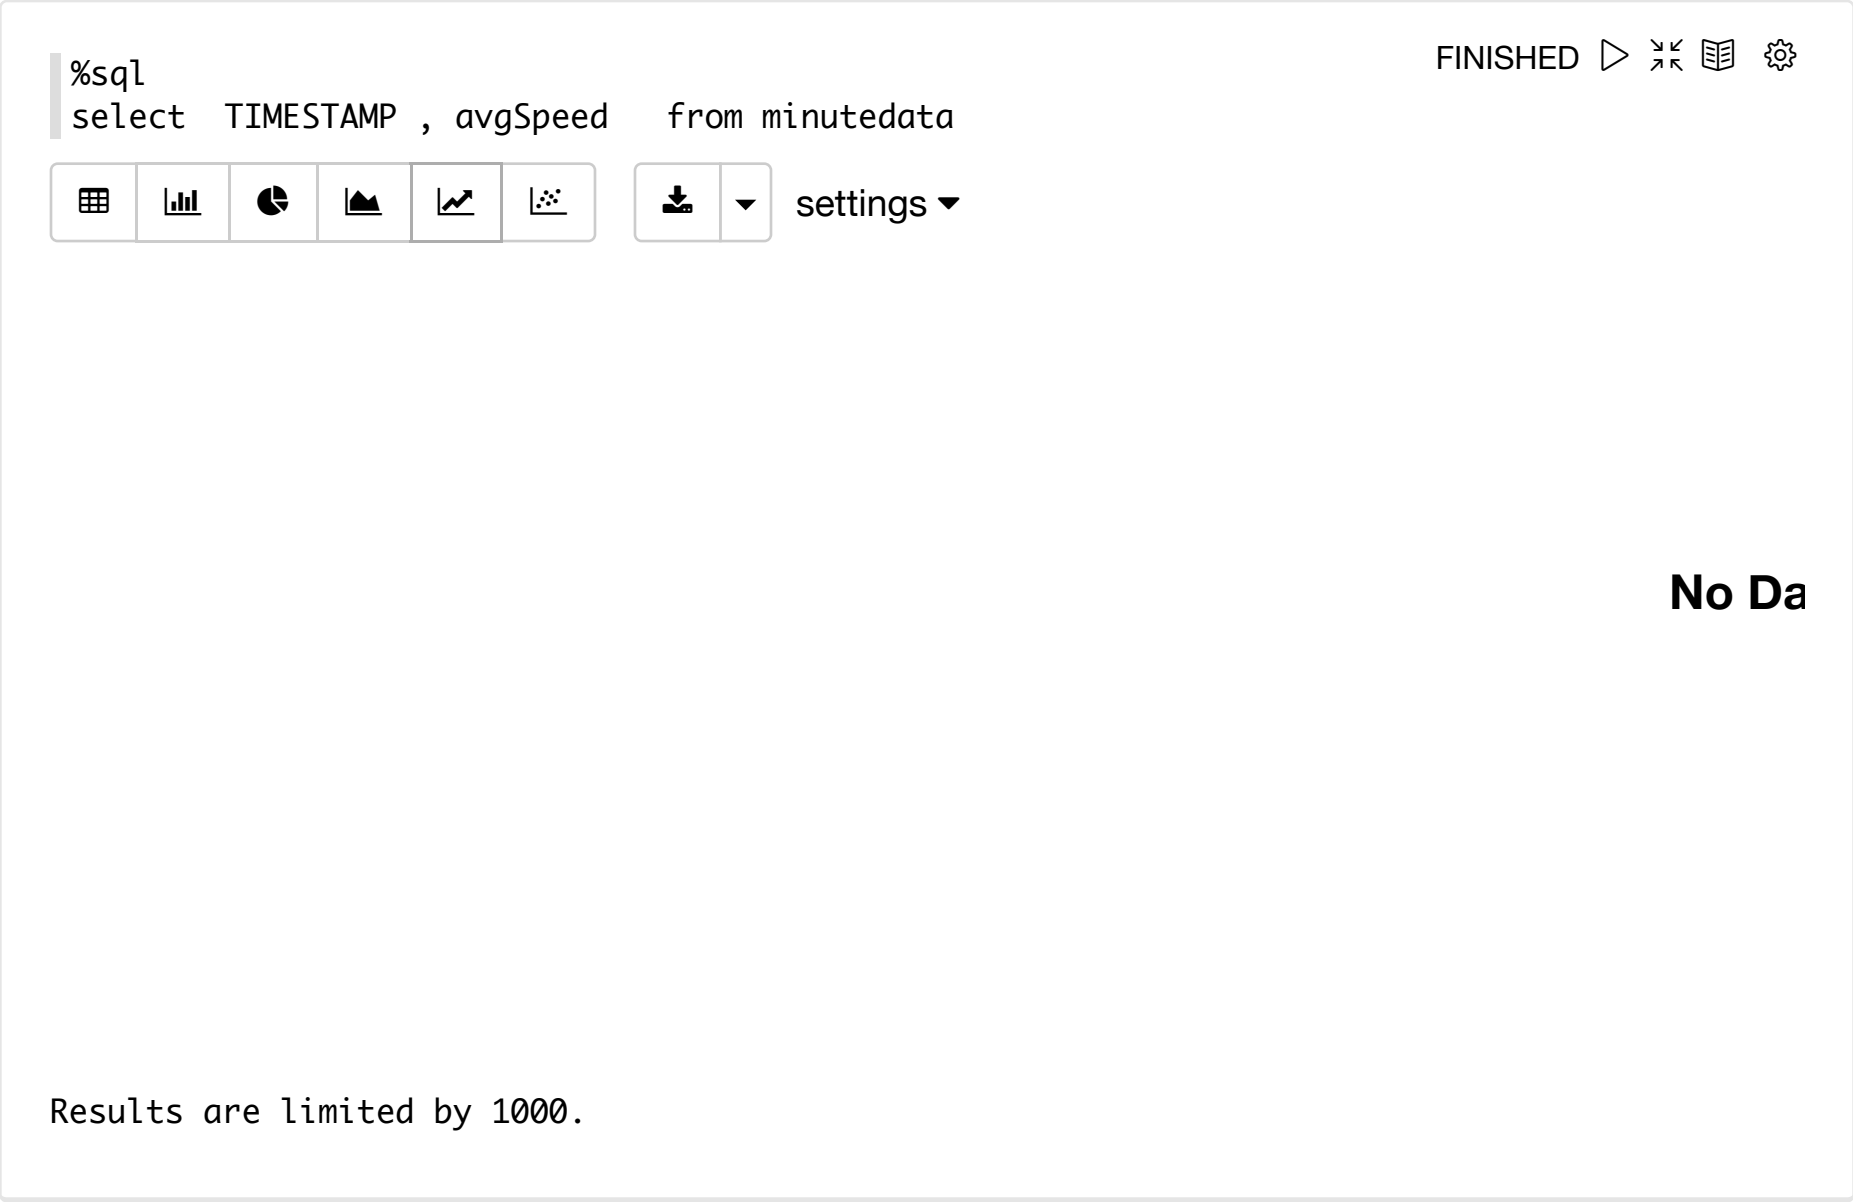 %sql
select  TIMESTAMP , avgSpeed   from minutedata
FINISHED
settings
No Da
Results are limited by 1000.